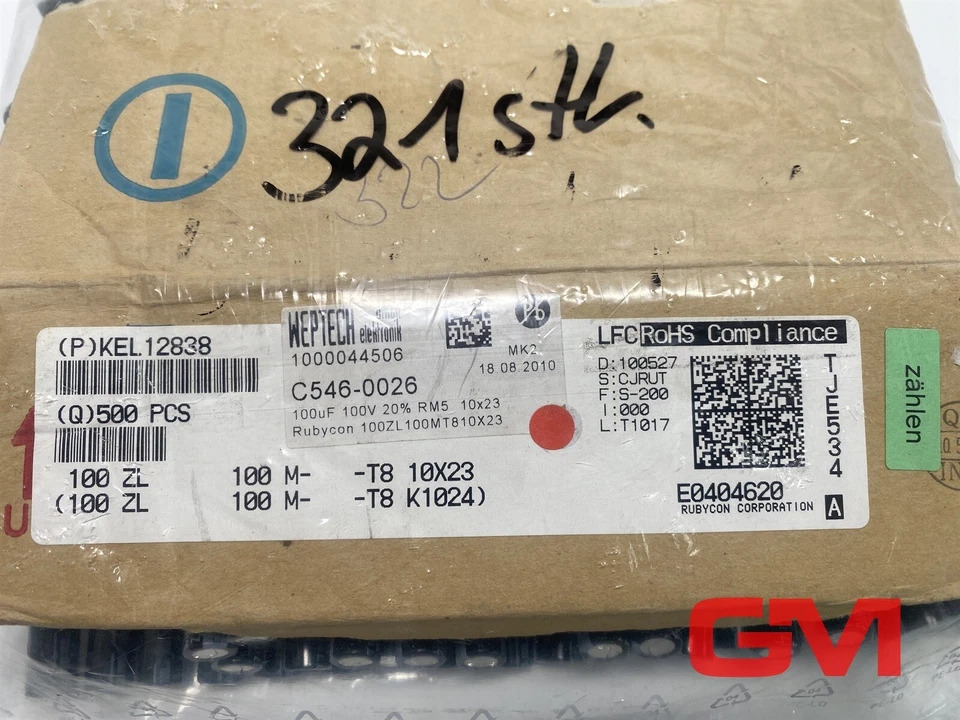 321 stk.
322
WEPTECH GmbH elektronik
1000044506
Pb
MK2
18.08.2010
C546-0026
100uF 100V 20% RM5 10x23
Rubycon 100ZL100MT810X23
(P)KEL12838
(Q)500 PCS
100 ZL 100 M- -T8 10X23
(100 ZL 100 M- -T8 K1024)
LFC RoHS Compliance
D:100527
S:CJRUT
F:S-200
I:000
L:T1017
TJE534
E0404620
RUBYCON CORPORATION A
zählen
U
GM